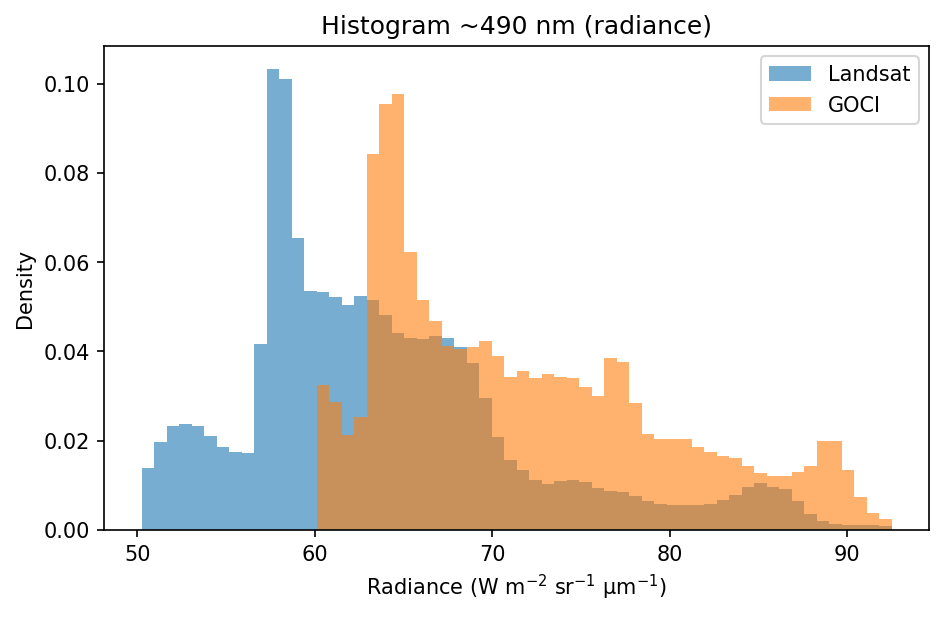 Histogram ~490 nm (radiance)
Landsat
GOCI
Density
0.10
0.08
0.06
0.04
0.02
0.00
50 60 70 80 90
Radiance (W m⁻² sr⁻¹ µm⁻¹)